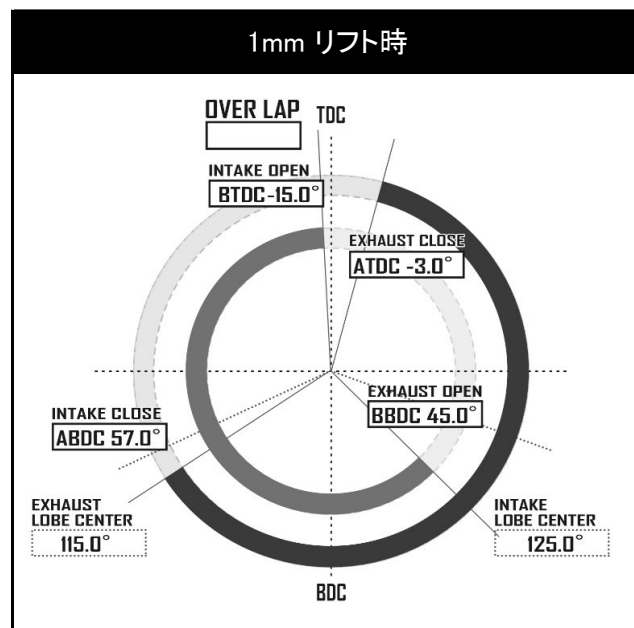 1mm リフト時
OVER LAP
TDC
INTAKE OPEN
BTDC-15.0°
EXHAUST CLOSE
ATDC -3.0°
EXHAUST OPEN
BBDC 45.0°
INTAKE CLOSE
ABDC 57.0°
EXHAUST
LOBE CENTER
115.0°
INTAKE
LOBE CENTER
125.0°
BDC